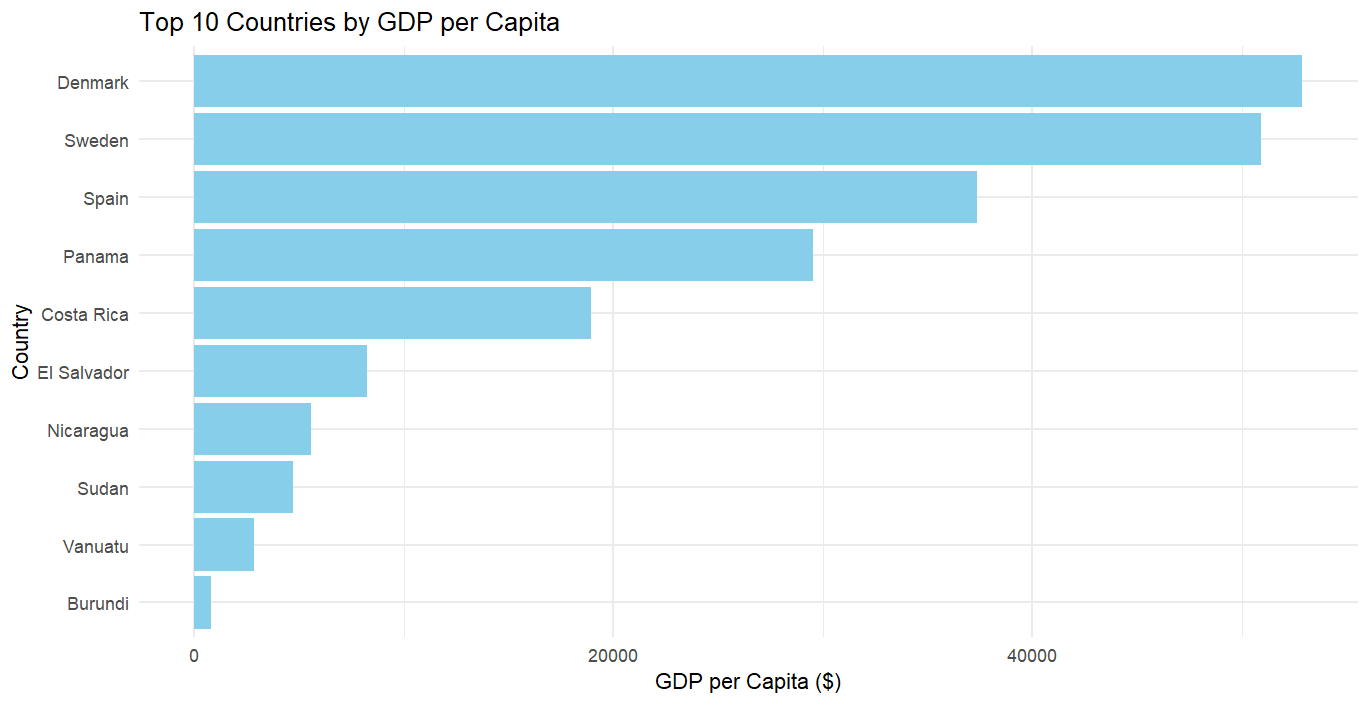 Top 10 Countries by GDP per Capita
Country
Denmark
Sweden
Spain
Panama
Costa Rica
El Salvador
Nicaragua
Sudan
Vanuatu
Burundi
0 20000 40000
GDP per Capita ($)